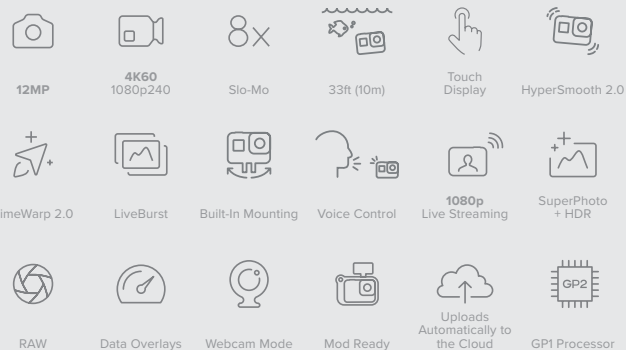 8x
12MP
4K60
1080p240
Slo-Mo
33ft (10m)
Touch
Display
HyperSmooth 2.0
imeWarp 2.0
LiveBurst
Built-In Mounting
Voice Control
1080p
Live Streaming
SuperPhoto
+ HDR
GP2
RAW
Data Overlays
Webcam Mode
Mod Ready
Uploads
Automatically to
the Cloud
GP1 Processor